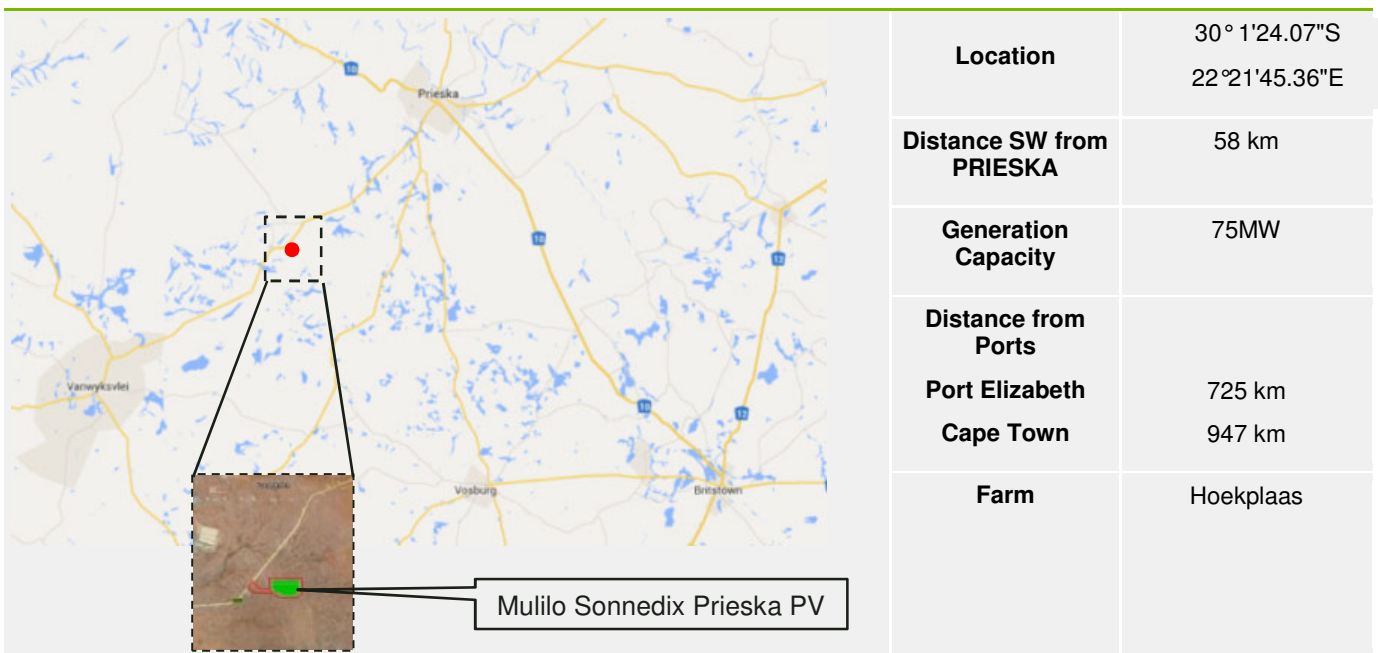 10
Prieska
10
12
Vanwyksvlei
10
12
Vosburg
Britstown
Mulilo Sonnedix Prieska PV
Location
30° 1'24.07"S
22°21'45.36"E
Distance SW from
PRIESKA
58 km
Generation
Capacity
75MW
Distance from
Ports
Port Elizabeth
725 km
Cape Town
947 km
Farm
Hoekplaas